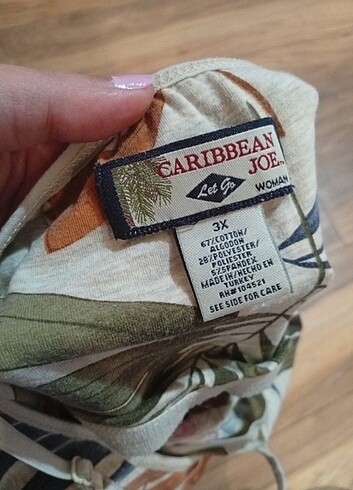 CARIBBEAN
JOE™
Let Go
WOMAN
3X
67%COTTON/
ALGODON
28%POLYESTER/
POLIESTER
5%SPANDEX
MADE IN/HECHO EN
TURKEY
RN#104521
SEE SIDE FOR CARE